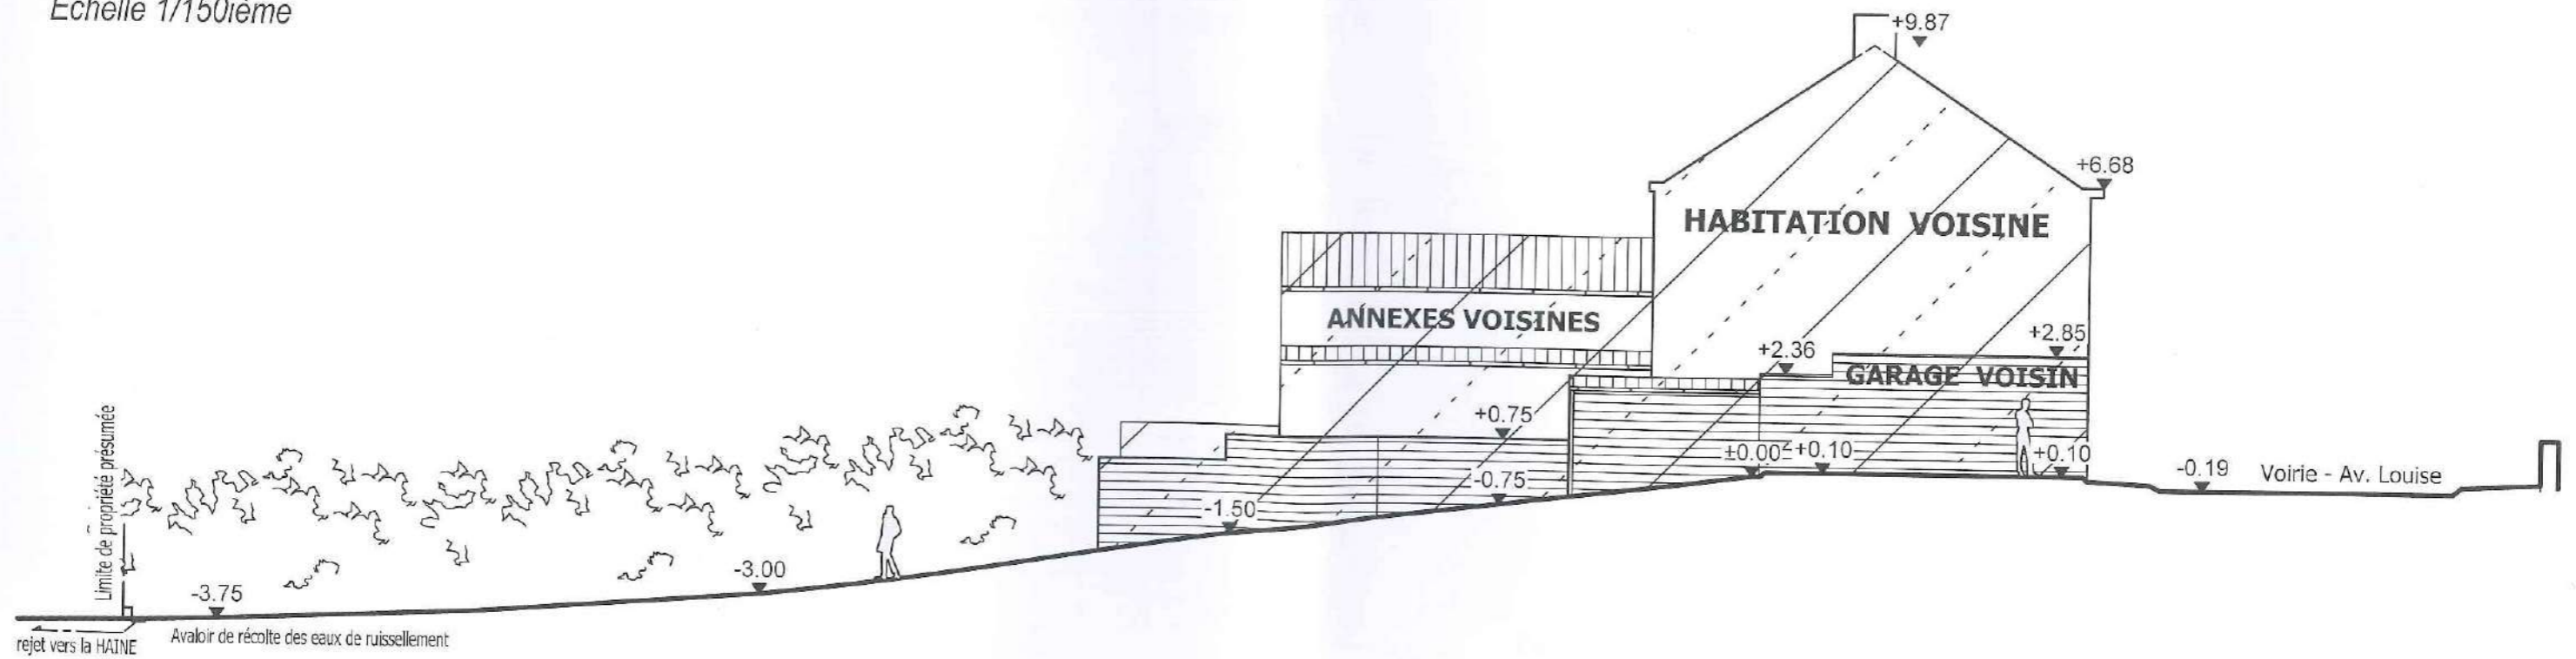 Echelle 1/150ième
+9.87
+6.68
HABITATION VOISINE
ANNEXES VOISINES
+2.85
+2.36
GARAGE VOISIN
+0.75
±0.00
+0.10
+0.10
-0.19
Voirie - Av. Louise
-0.75
-1.50
-3.00
-3.75
Limite de propriété présumée
rejet vers la HAINE
Avaloir de récolte des eaux de ruissellement